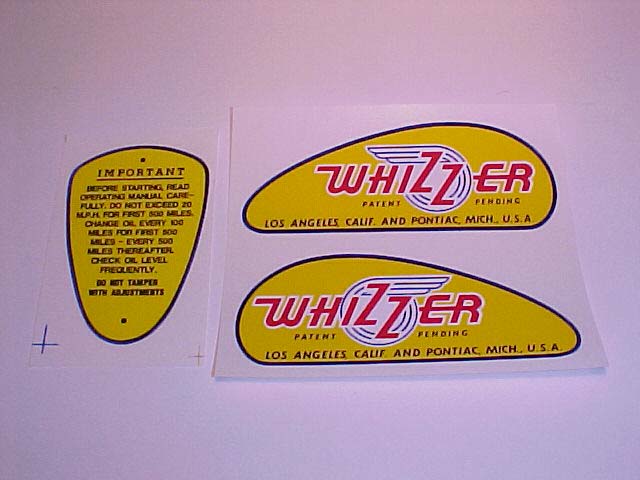 IMPORTANT
BEFORE STARTING, READ
OPERATING MANUAL CARE-
FULLY. DO NOT EXCEED 20
M.P.H. FOR FIRST 500 MILES.
CHANGE OIL EVERY 100
MILES FOR FIRST 500
MILES - EVERY 500
MILES THEREAFTER.
CHECK OIL LEVEL
FREQUENTLY.
DO NOT TAMPER
WITH ADJUSTMENTS
WHIZZER
PATENT PENDING
LOS ANGELES, CALIF. AND PONTIAC, MICH., U.S.A.
WHIZZER
PATENT PENDING
LOS ANGELES, CALIF. AND PONTIAC, MICH., U.S.A.